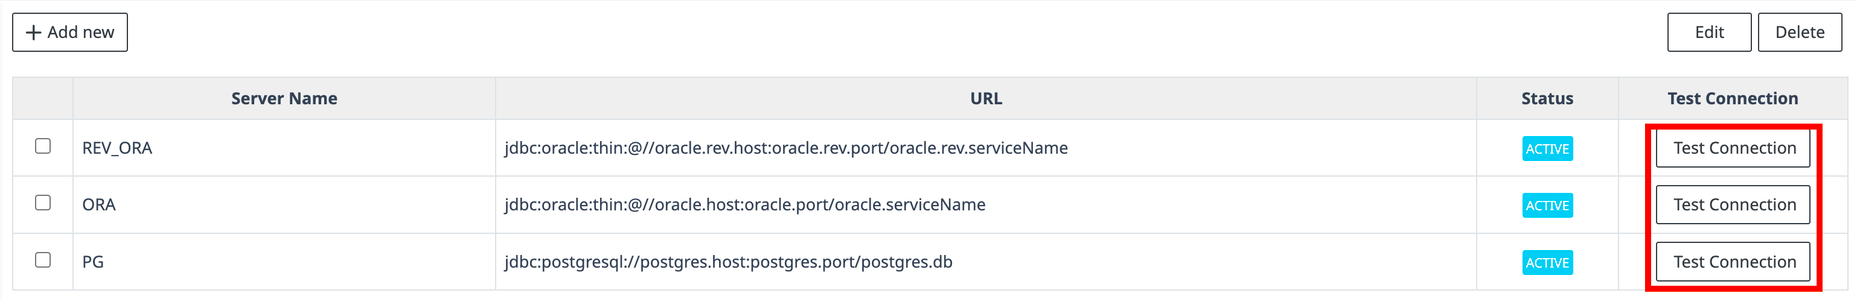 + Add new Edit Delete
Server Name URL Status Test Connection
REV_ORA jdbc:oracle:thin:@//oracle.rev.host:oracle.rev.port/oracle.rev.serviceName ACTIVE Test Connection
ORA jdbc:oracle:thin:@//oracle.host:oracle.port/oracle.serviceName ACTIVE Test Connection
PG jdbc:postgresql://postgres.host:postgres.port/postgres.db ACTIVE Test Connection